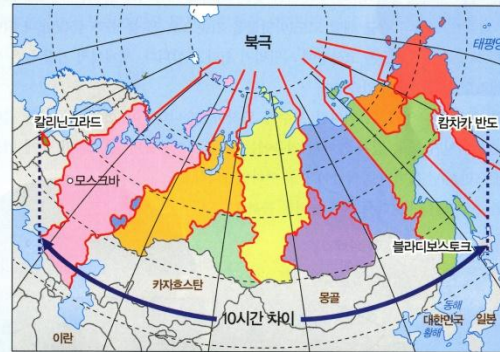 북극
태평양
칼리닌그라드
캄차카 반도
모스크바
블라디보스토크
카자흐스탄
몽골
10시간 차이
동해
대한민국
일본
황해
이란